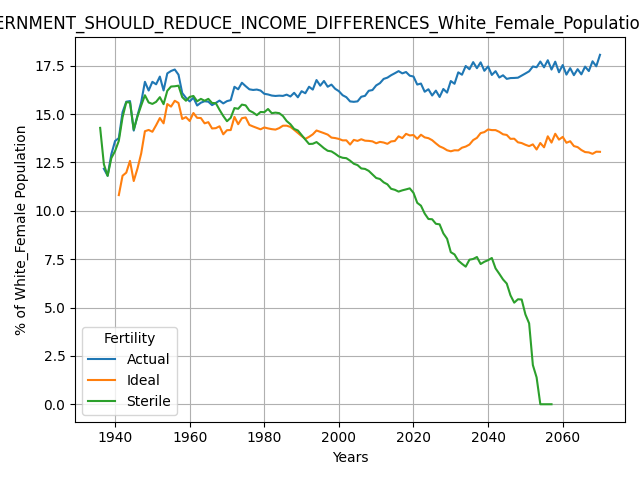 ERNMENT_SHOULD_REDUCE_INCOME_DIFFERENCES_White_Female_Populatio
% of White_Female Population
17.5
15.0
12.5
10.0
7.5
5.0
2.5
0.0
Fertility
Actual
Ideal
Sterile
1940 1960 1980 2000 2020 2040 2060
Years